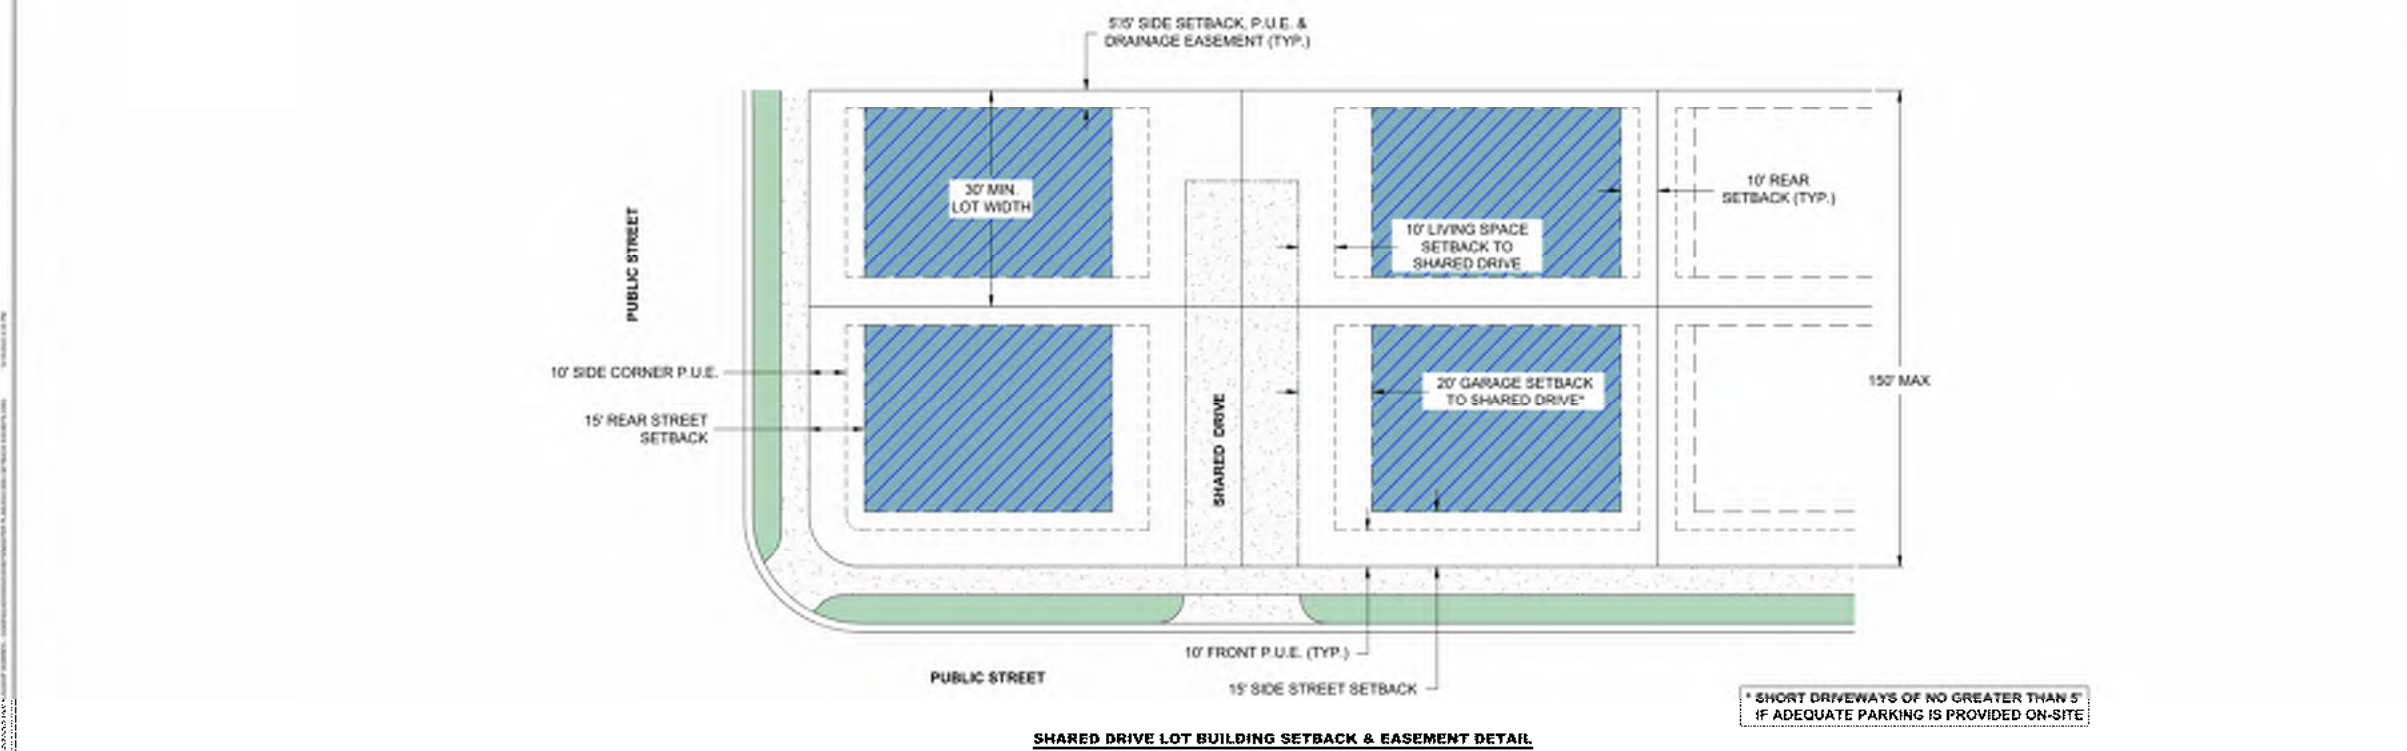 5'/5' SIDE SETBACK, P.U.E. &
DRAINAGE EASEMENT (TYP.)
30' MIN.
LOT WIDTH
10' REAR
SETBACK (TYP.)
10' LIVING SPACE
SETBACK TO
SHARED DRIVE
PUBLIC STREET
10' SIDE CORNER P.U.E.
15' REAR STREET
SETBACK
SHARED DRIVE
20' GARAGE SETBACK
TO SHARED DRIVE*
150' MAX
10' FRONT P.U.E. (TYP.)
PUBLIC STREET
15' SIDE STREET SETBACK
* SHORT DRIVEWAYS OF NO GREATER THAN 5'
IF ADEQUATE PARKING IS PROVIDED ON-SITE
SHARED DRIVE LOT BUILDING SETBACK & EASEMENT DETAIL